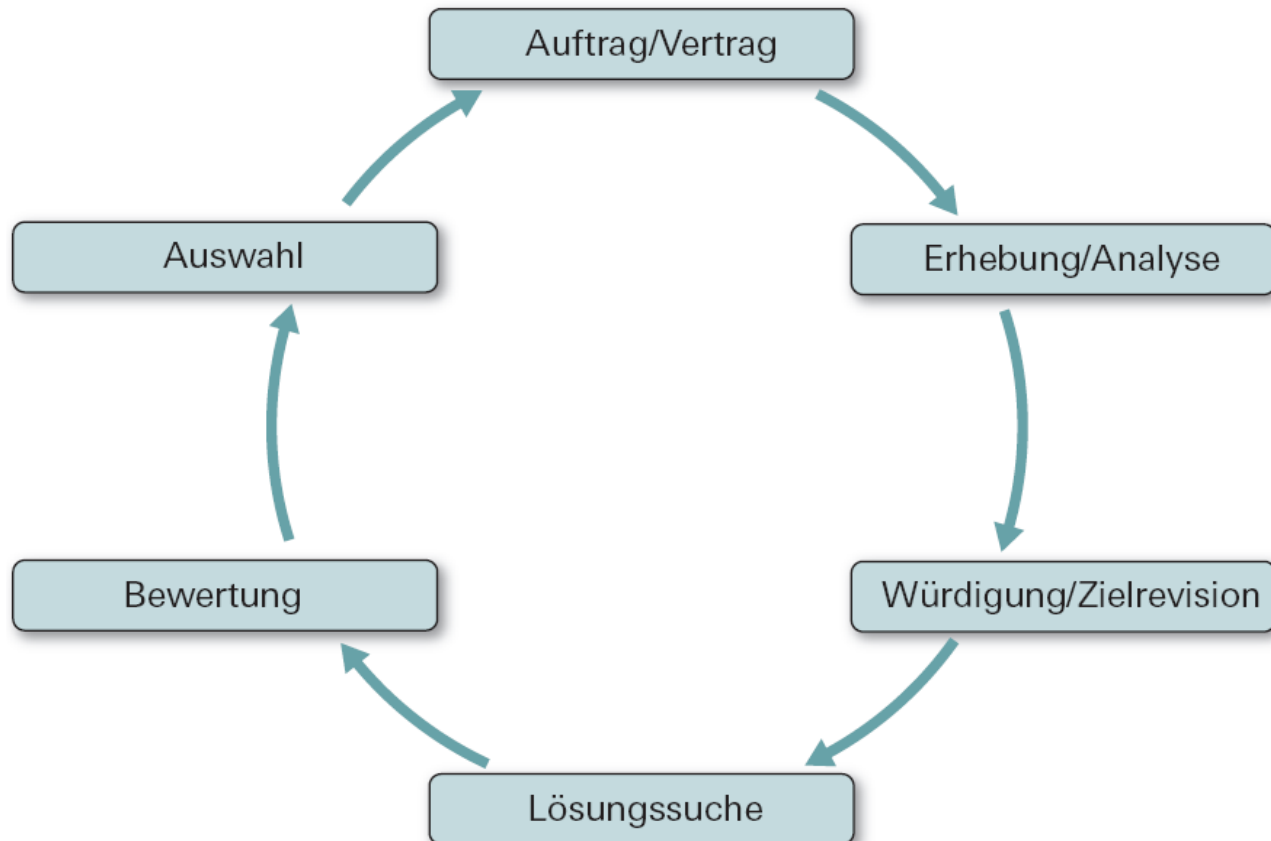 Auftrag/Vertrag
Erhebung/Analyse
Würdigung/Zielrevision
Lösungssuche
Bewertung
Auswahl